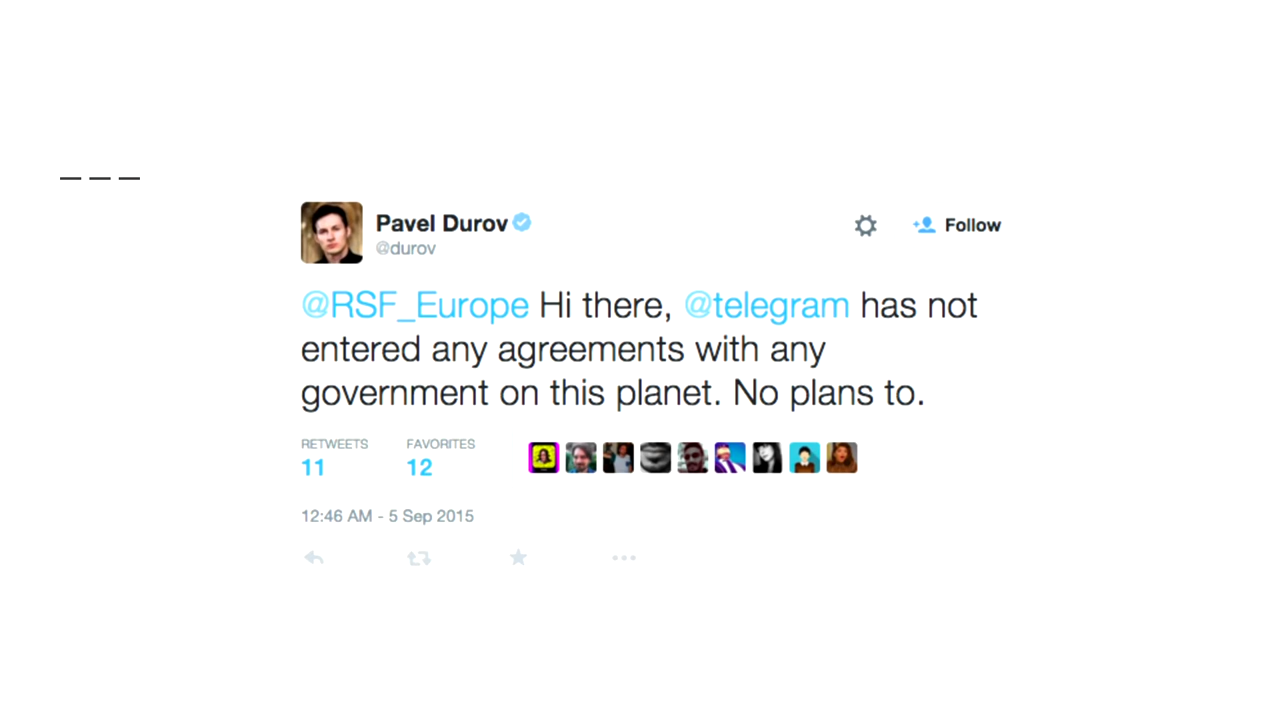 Pavel Durov
@durov
Follow
@RSF_Europe Hi there, @telegram has not
entered any agreements with any
government on this planet. No plans to.
RETWEETS FAVORITES
11 12
12:46 AM - 5 Sep 2015